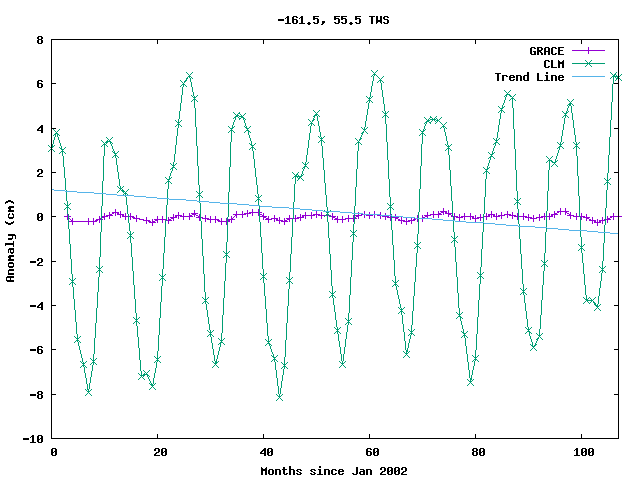 -161.5, 55.5 TWS
GRACE
CLM
Trend Line
8
6
4
2
0
-2
-4
-6
-8
-10
Anomaly (cm)
0 20 40 60 80 100
Months since Jan 2002